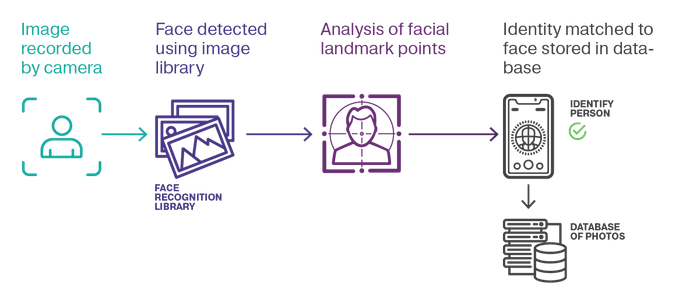 Image
recorded
by camera
Face detected
using image
library
Analysis of facial
landmark points
Identity matched to
face stored in data-
base
FACE
RECOGNITION
LIBRARY
IDENTIFY
PERSON
DATABASE
OF PHOTOS